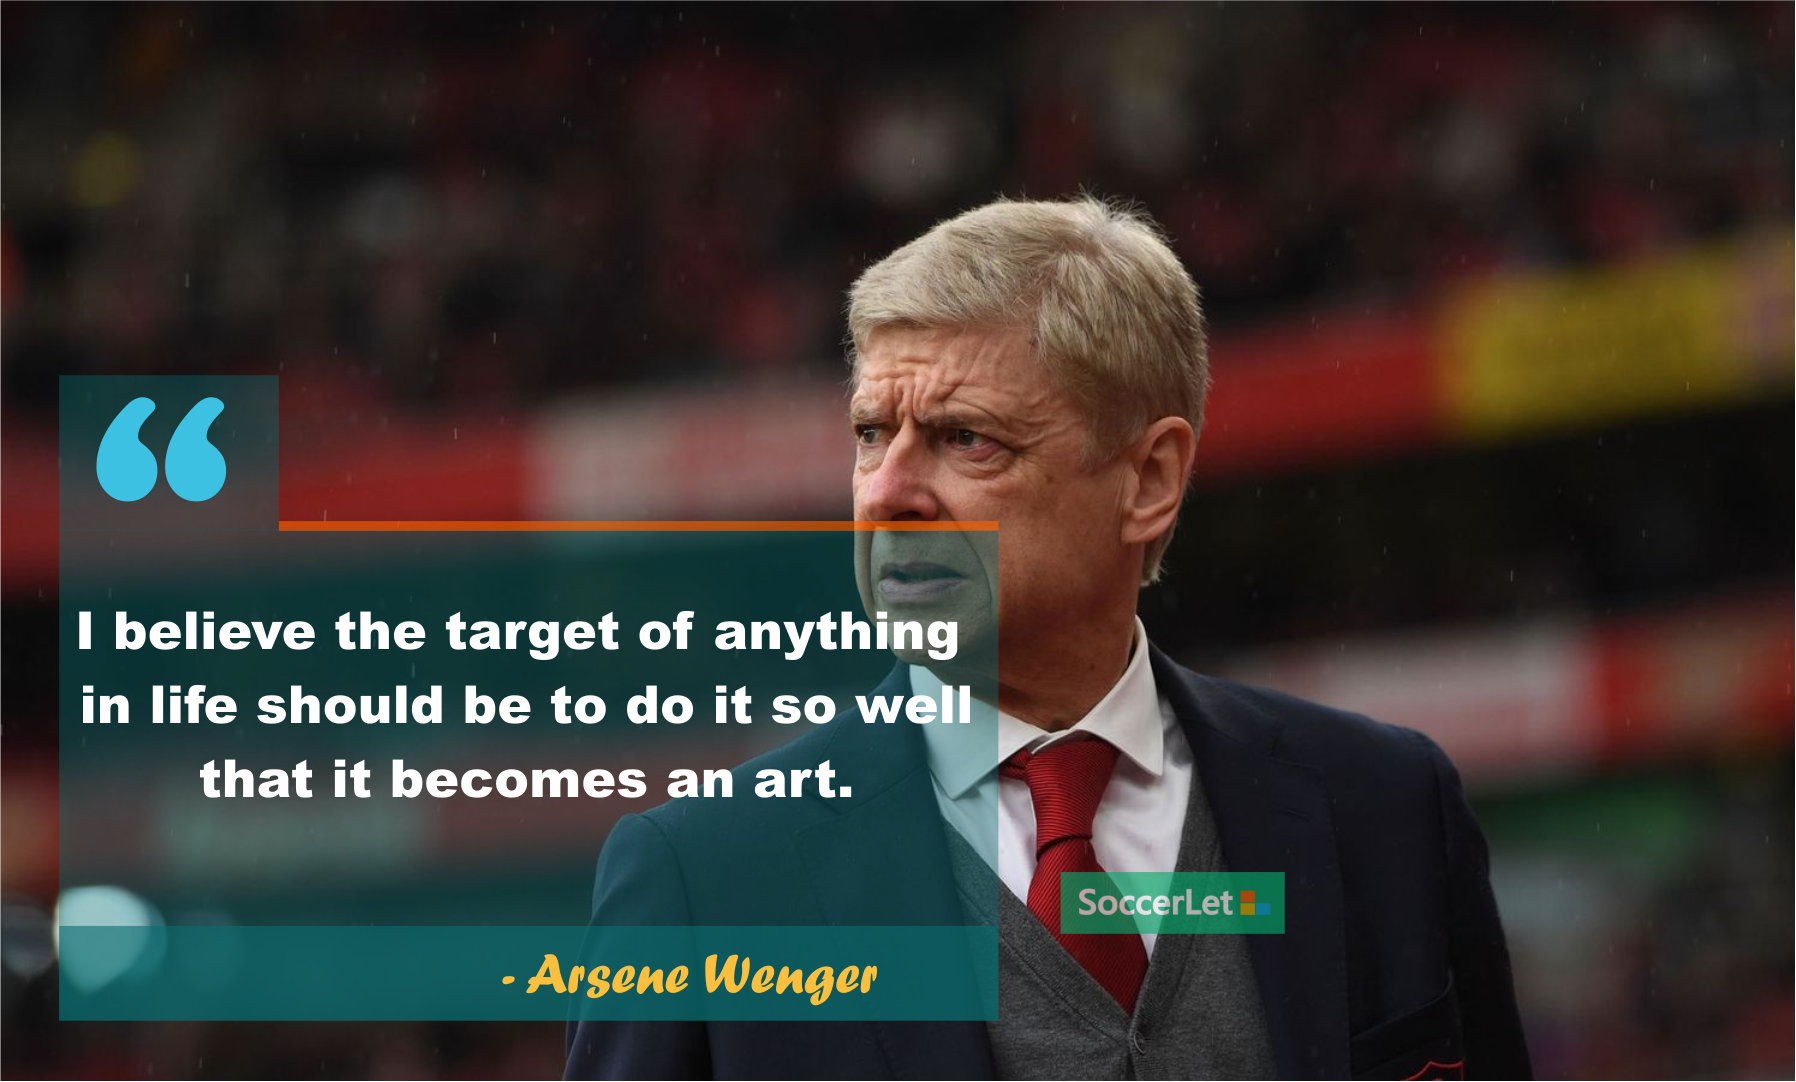 I believe the target of anything
in life should be to do it so well
that it becomes an art.
- Arsene Wenger
SoccerLet